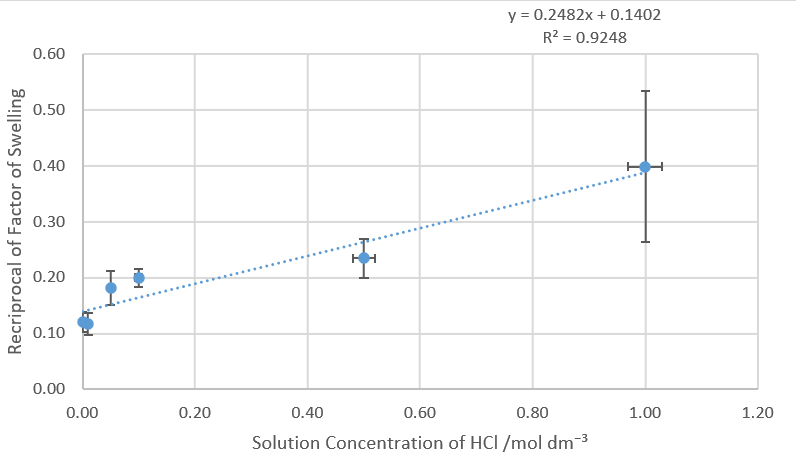 y = 0.2482x + 0.1402
R² = 0.9248
Recriprocal of Factor of Swelling
0.60
0.50
0.40
0.30
0.20
0.10
0.00
0.00 0.20 0.40 0.60 0.80 1.00 1.20
Solution Concentration of HCl /mol dm⁻³